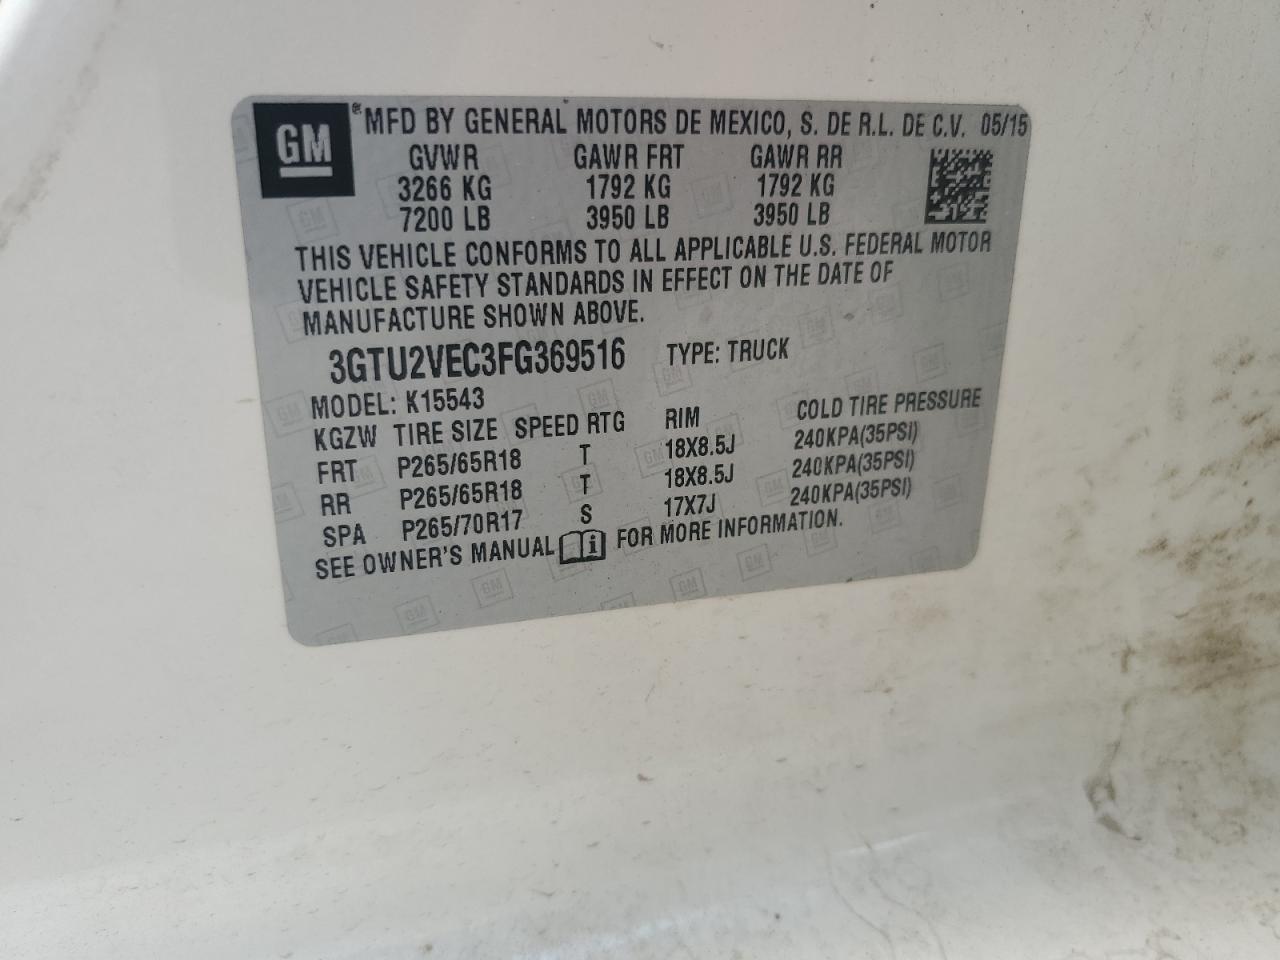 GM
® MFD BY GENERAL MOTORS DE MEXICO, S. DE R.L. DE C.V. 05/15
GVWR GAWR FRT GAWR RR
3266 KG 1792 KG 1792 KG
7200 LB 3950 LB 3950 LB
THIS VEHICLE CONFORMS TO ALL APPLICABLE U.S. FEDERAL MOTOR
VEHICLE SAFETY STANDARDS IN EFFECT ON THE DATE OF
MANUFACTURE SHOWN ABOVE.
3GTU2VEC3FG369516 TYPE: TRUCK
MODEL: K15543
KGZW TIRE SIZE SPEED RTG RIM COLD TIRE PRESSURE
FRT P265/65R18 T 18X8.5J 240KPA(35PSI)
RR P265/65R18 T 18X8.5J 240KPA(35PSI)
SPA P265/70R17 S 17X7J 240KPA(35PSI)
SEE OWNER'S MANUAL i FOR MORE INFORMATION.